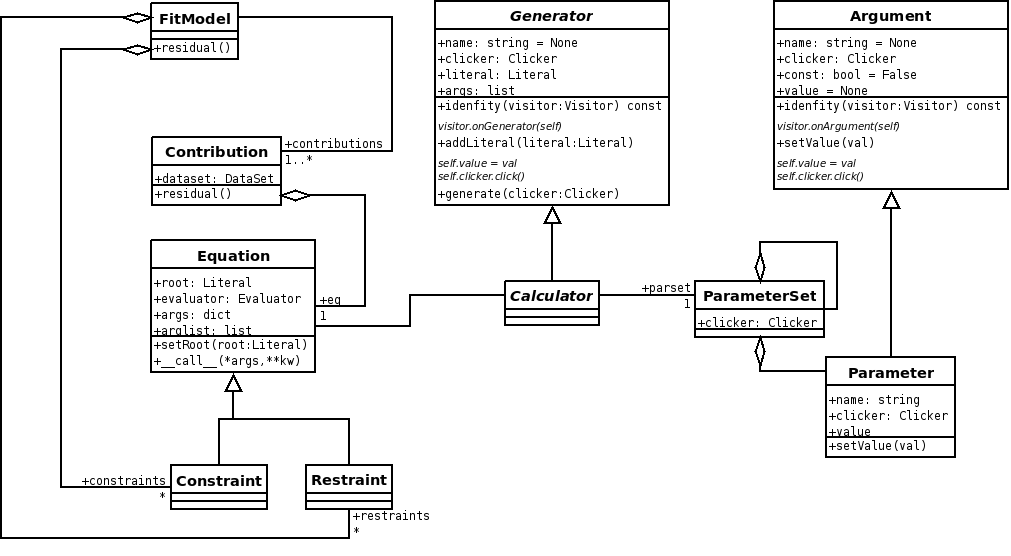 FitModel
+residual()
+contributions
1..*
Contribution
+dataset: DataSet
+residual()
Equation
+root: Literal
+evaluator: Evaluator
+args: dict
+arglist: list
+setRoot(root:Literal)
+__call__(*args,**kw)
+eq
1
Constraint
+constraints
*
Restraint
+restraints
*
Generator
+name: string = None
+clicker: Clicker
+literal: Literal
+args: list
+idenfity(visitor:Visitor) const
visitor.onGenerator(self)
+addLiteral(literal:Literal)
self.value = val
self.clicker.click()
+generate(clicker:Clicker)
Calculator
+parset
1
ParameterSet
+clicker: Clicker
Argument
+name: string = None
+clicker: Clicker
+const: bool = False
+value = None
+idenfity(visitor:Visitor) const
visitor.onArgument(self)
+setValue(val)
self.value = val
self.clicker.click()
Parameter
+name: string
+clicker: Clicker
+value
+setValue(val)